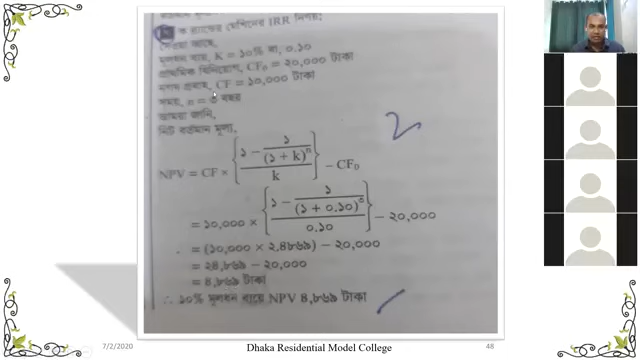 ক ব্র্যান্ডের মেশিনের IRR নির্ণয়:
দেওয়া আছে,
মূলধন ব্যয়, K = ১০% বা, ০.১০
প্রাথমিক বিনিয়োগ, CF₀ = ২০,০০০ টাকা
নগদ প্রবাহ, CF = ১০,০০০ টাকা
সময়, n = ৩ বছর
আমরা জানি,
নিট বর্তমান মূল্য,
NPV = CF × { (১ − ১/(১ + k)ⁿ) / k } − CF₀
= ১০,০০০ × { (১ − ১/(১ + ০.১০)^৩) / ০.১০ } − ২০,০০০
= (১০,০০০ × ২.৪৮৬৯) − ২০,০০০
= ২৪,৮৬৯ − ২০,০০০
= ৪,৮৬৯ টাকা
∴ ১০% মূলধন ব্যয়ে NPV ৪,৮৬৯ টাকা
7/2/2020
Dhaka Residential Model College
48